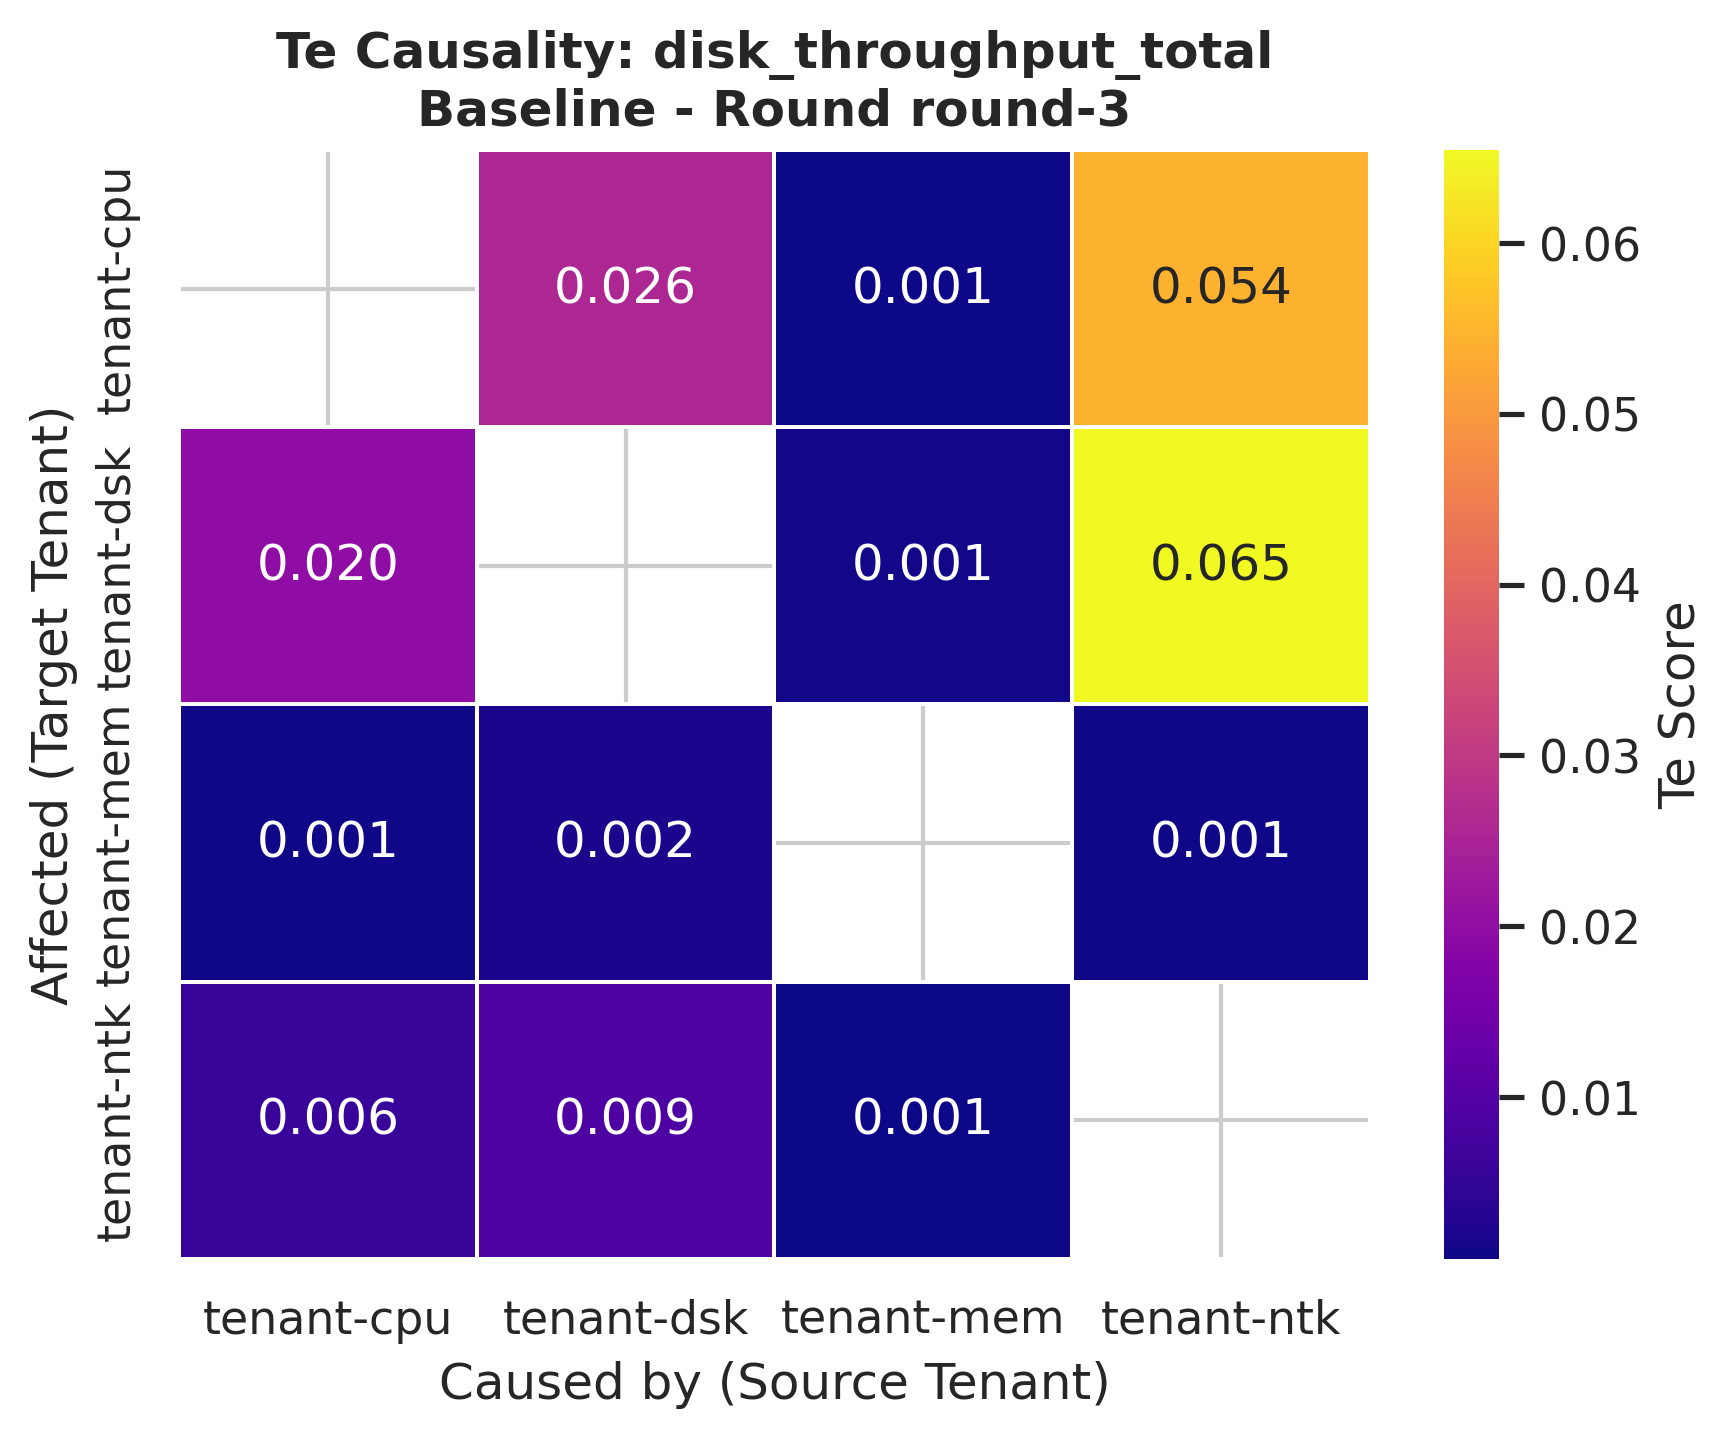 Te Causality: disk_throughput_total
Baseline - Round round-3
Affected (Target Tenant)
tenant-cpu
0.026
0.001
0.054
tenant-dsk
0.020
0.001
0.065
tenant-mem
0.001
0.002
0.001
tenant-ntk
0.006
0.009
0.001
tenant-cpu
tenant-dsk
tenant-mem
tenant-ntk
Caused by (Source Tenant)
0.06
0.05
0.04
0.03
0.02
0.01
Te Score